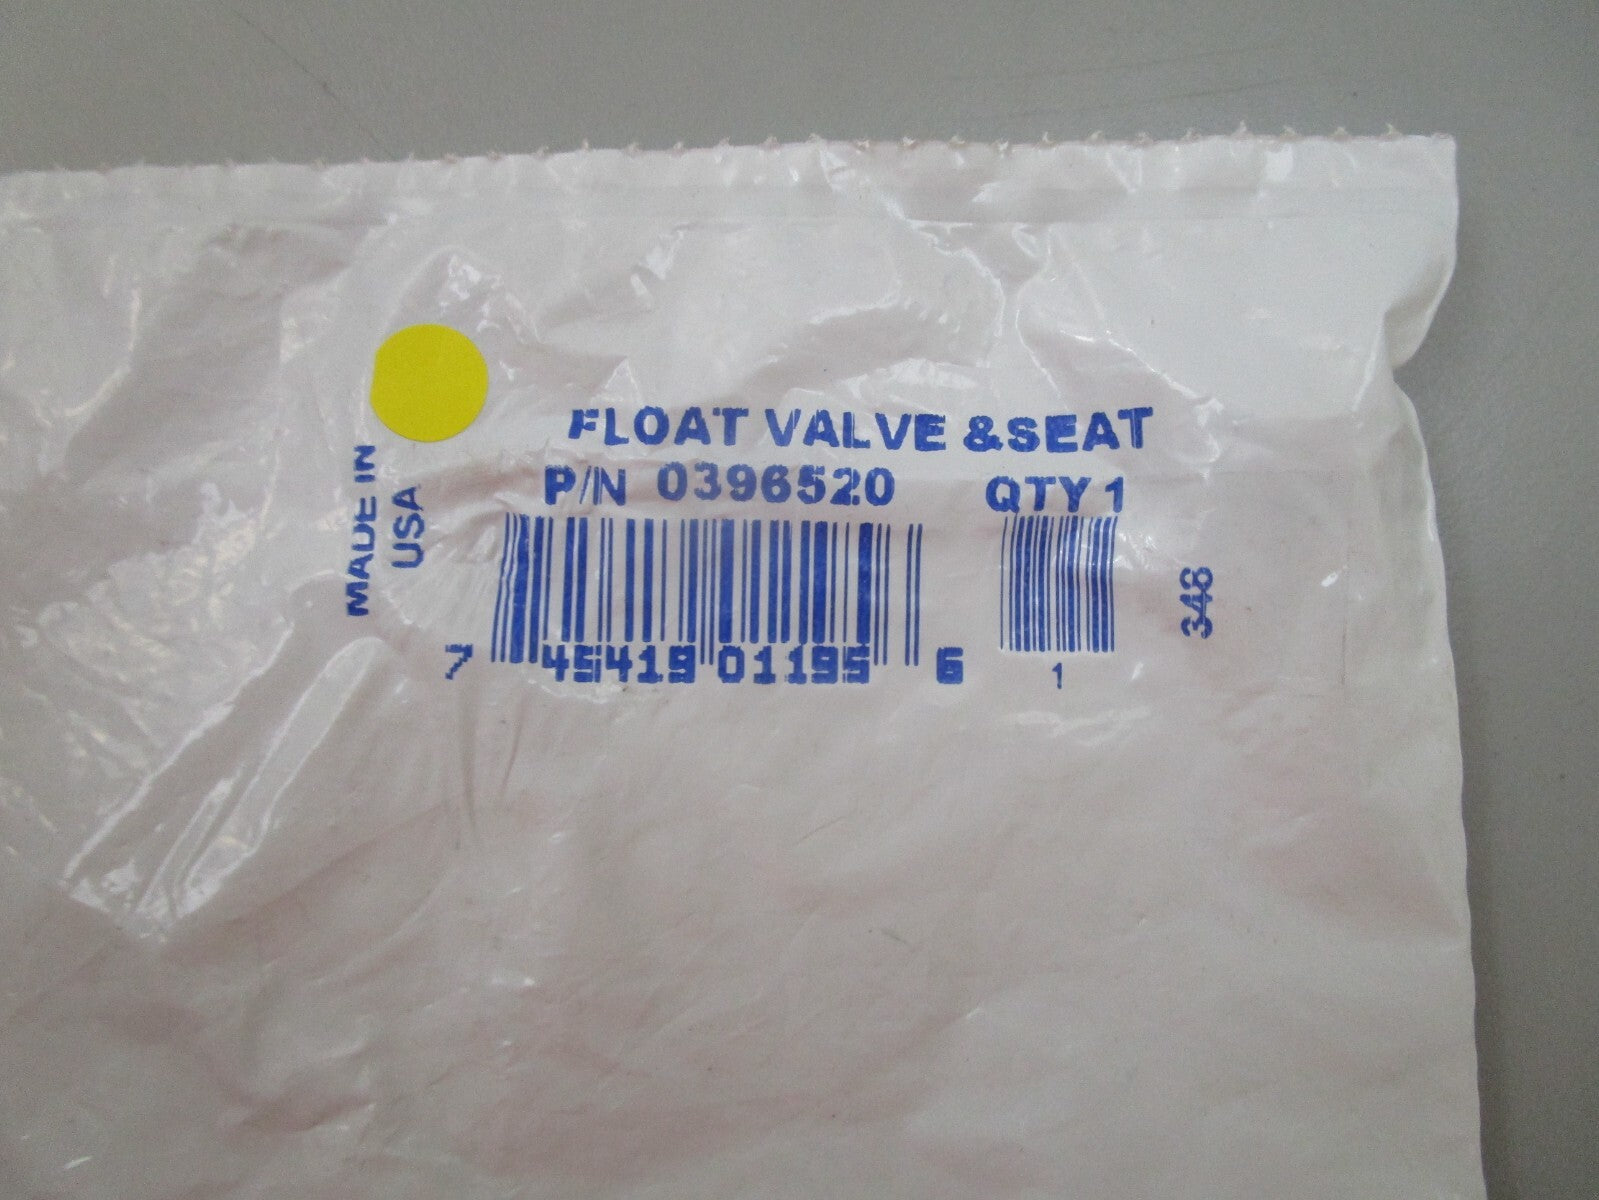 FLOAT VALVE &SEAT
P/N 0396520 QTY 1
MADE IN
USA
7 45419 01195 6
1
348